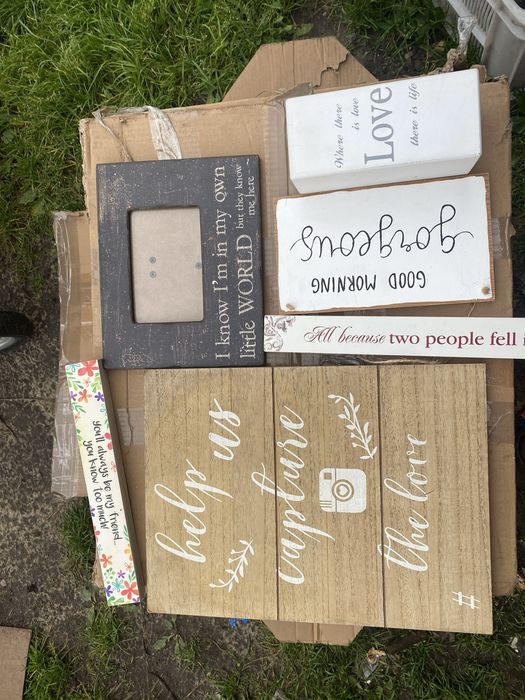 Where there
is love
Love
there is life
GOOD MORNING
gorgeous
I know I'm in my own
little WORLD but they know
me here ~
All because two people fell i
you'll always be my friend...
you know too much!
help us
capture
the love
#